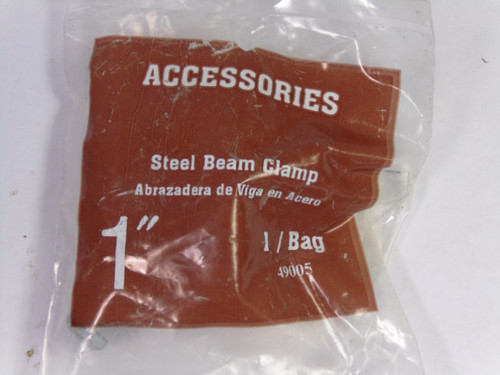 ACCESSORIES
Steel Beam Clamp
Abrazadera de Viga en Acero
1"
1/Bag
49005